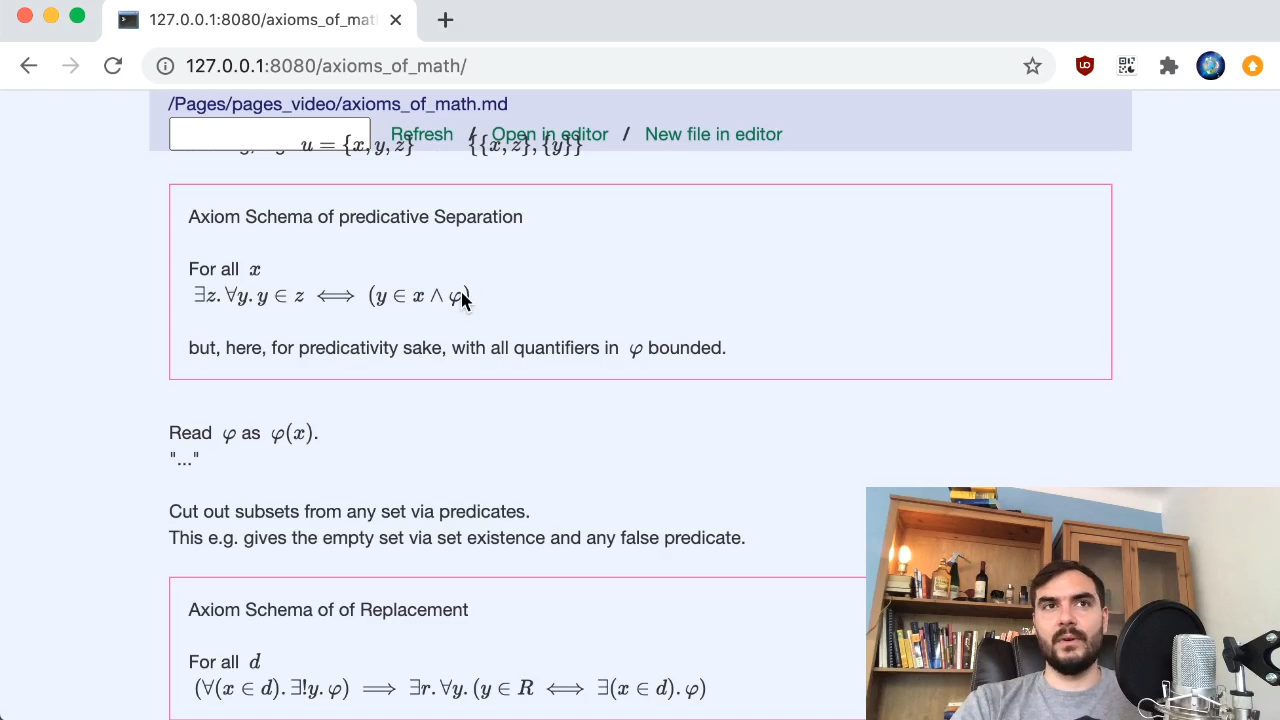 127.0.0.1:8080/axioms_of_mat
127.0.0.1:8080/axioms_of_math/
/Pages/pages_video/axioms_of_math.md
Refresh / Open in editor / New file in editor
u = {x, y, z} {{x, z}, {y}}
Axiom Schema of predicative Separation
For all x
∃z. ∀y. y ∈ z ⟺ (y ∈ x ∧ φ)
but, here, for predicativity sake, with all quantifiers in φ bounded.
Read φ as φ(x).
"..."
Cut out subsets from any set via predicates.
This e.g. gives the empty set via set existence and any false predicate.
Axiom Schema of of Replacement
For all d
(∀(x ∈ d). ∃!y. φ) ⟹ ∃r. ∀y. (y ∈ R ⟺ ∃(x ∈ d). φ)